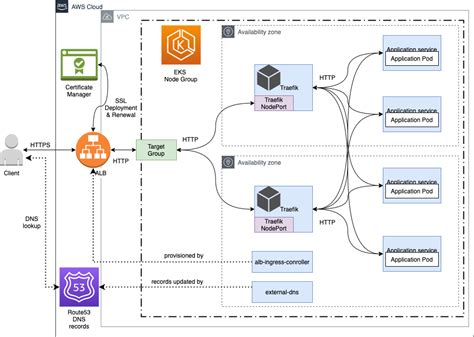 aws
AWS Cloud
VPC
Availability zone
Certificate
Manager
EKS
Node Group
SSL
Deployment
& Renewal
Traefik
Traefik
NodePort
HTTP
Application service
Application Pod
Application service
Application Pod
HTTPS
HTTP
Target
Group
HTTP
Client
ALB
Availability zone
DNS
lookup
Traefik
Traefik
NodePort
HTTP
Application service
Application Pod
Application service
Application Pod
provisioned by
alb-ingress-conroller
records updated by
external-dns
53
Route53
DNS
records